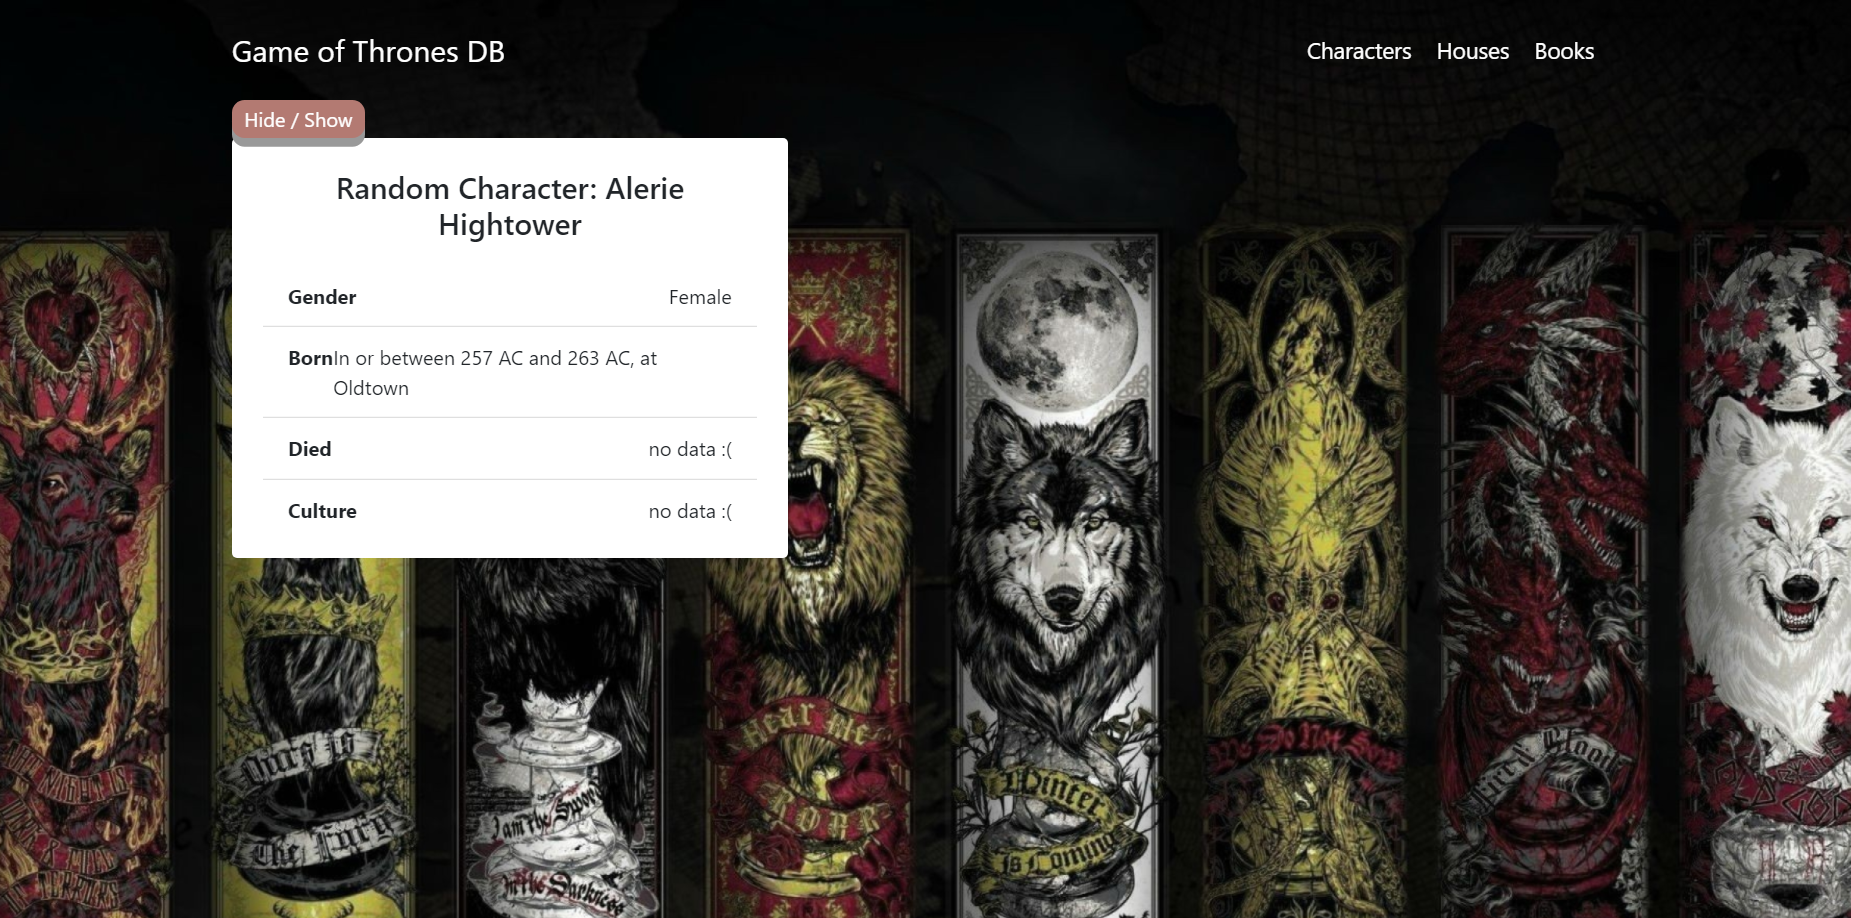 Game of Thrones DB
Characters Houses Books
Hide / Show
Random Character: Alerie
Hightower
Gender Female
Born In or between 257 AC and 263 AC, at
Oldtown
Died no data :(
Culture no data :(
Hear Me
Roar
Ours is
The Fury
I am the Sword
in the Darkness
Winter
is Coming
We Do Not Sow
Blood